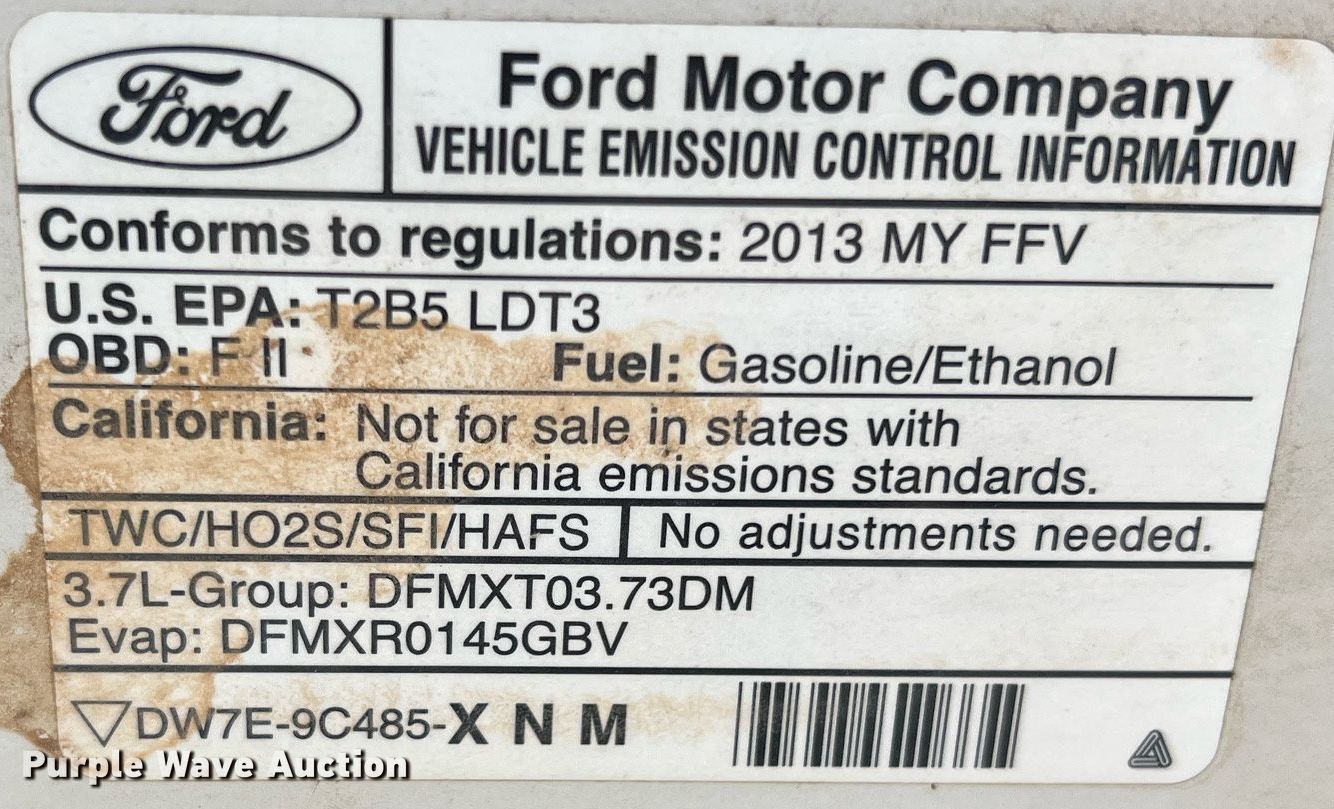 Ford
Ford Motor Company
VEHICLE EMISSION CONTROL INFORMATION
Conforms to regulations: 2013 MY FFV
U.S. EPA: T2B5 LDT3
OBD: F II Fuel: Gasoline/Ethanol
California: Not for sale in states with
California emissions standards.
TWC/HO2S/SFI/HAFS No adjustments needed.
3.7L-Group: DFMXT03.73DM
Evap: DFMXR0145GBV
DW7E-9C485-X N M
Purple Wave Auction